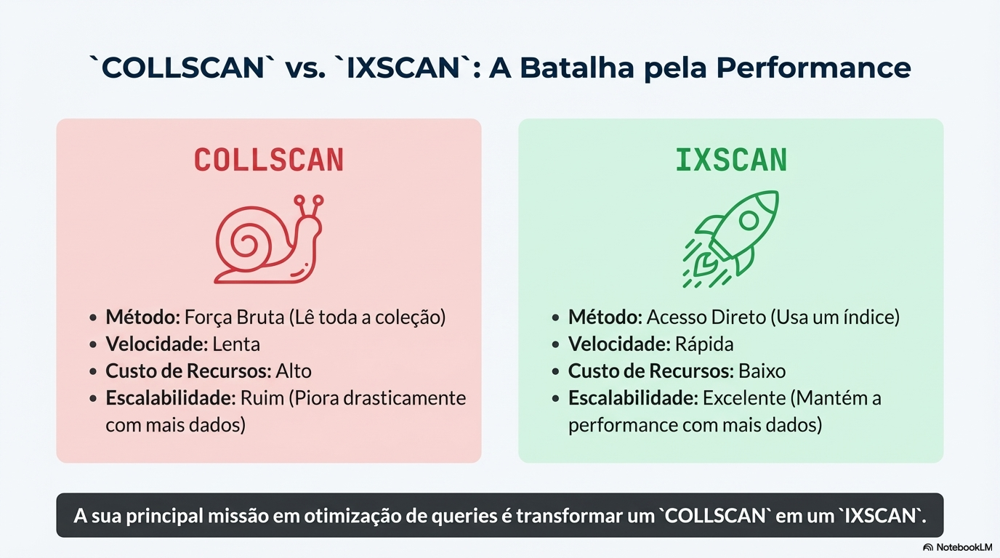 `COLLSCAN` vs. `IXSCAN`: A Batalha pela Performance
COLLSCAN
• Método: Força Bruta (Lê toda a coleção)
• Velocidade: Lenta
• Custo de Recursos: Alto
• Escalabilidade: Ruim (Piora drasticamente
com mais dados)
IXSCAN
• Método: Acesso Direto (Usa um índice)
• Velocidade: Rápida
• Custo de Recursos: Baixo
• Escalabilidade: Excelente (Mantém a
performance com mais dados)
A sua principal missão em otimização de queries é transformar um `COLLSCAN` em um `IXSCAN`.
NotebookLM